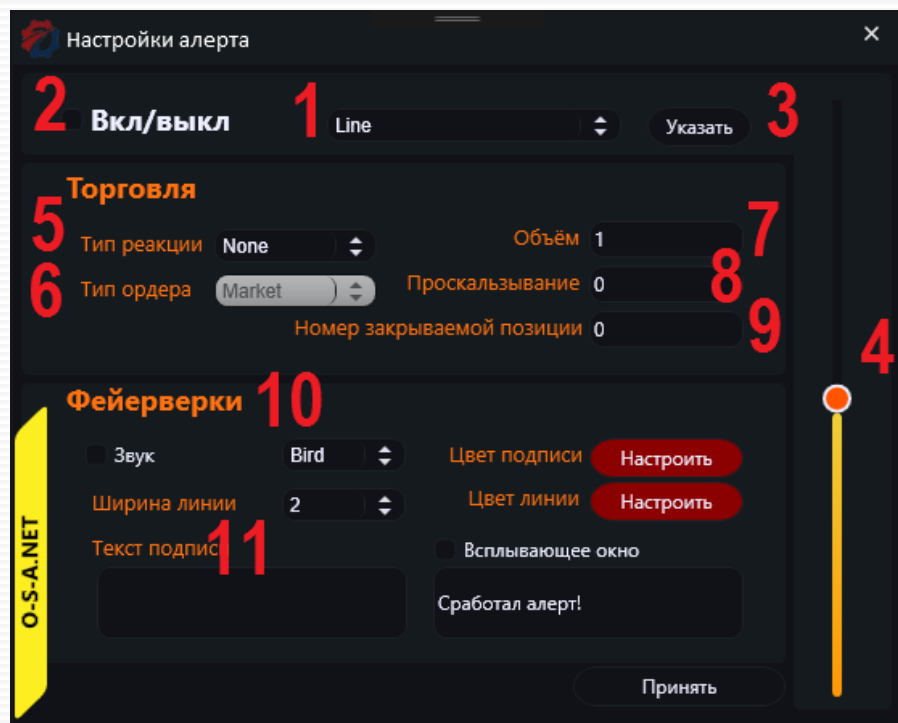 Настройки алерта ×
2 Вкл/выкл 1 Line Указать 3
Торговля
5 Тип реакции None Объём 1 7
6 Тип ордера Market Проскальзывание 0 8
Номер закрываемой позиции 0 9
4
Фейерверки 10
Звук Bird Цвет подписи Настроить
Ширина линии 2 Цвет линии Настроить
Текст подписи 11 Всплывающее окно
Сработал алерт!
O-S-A.NET
Принять